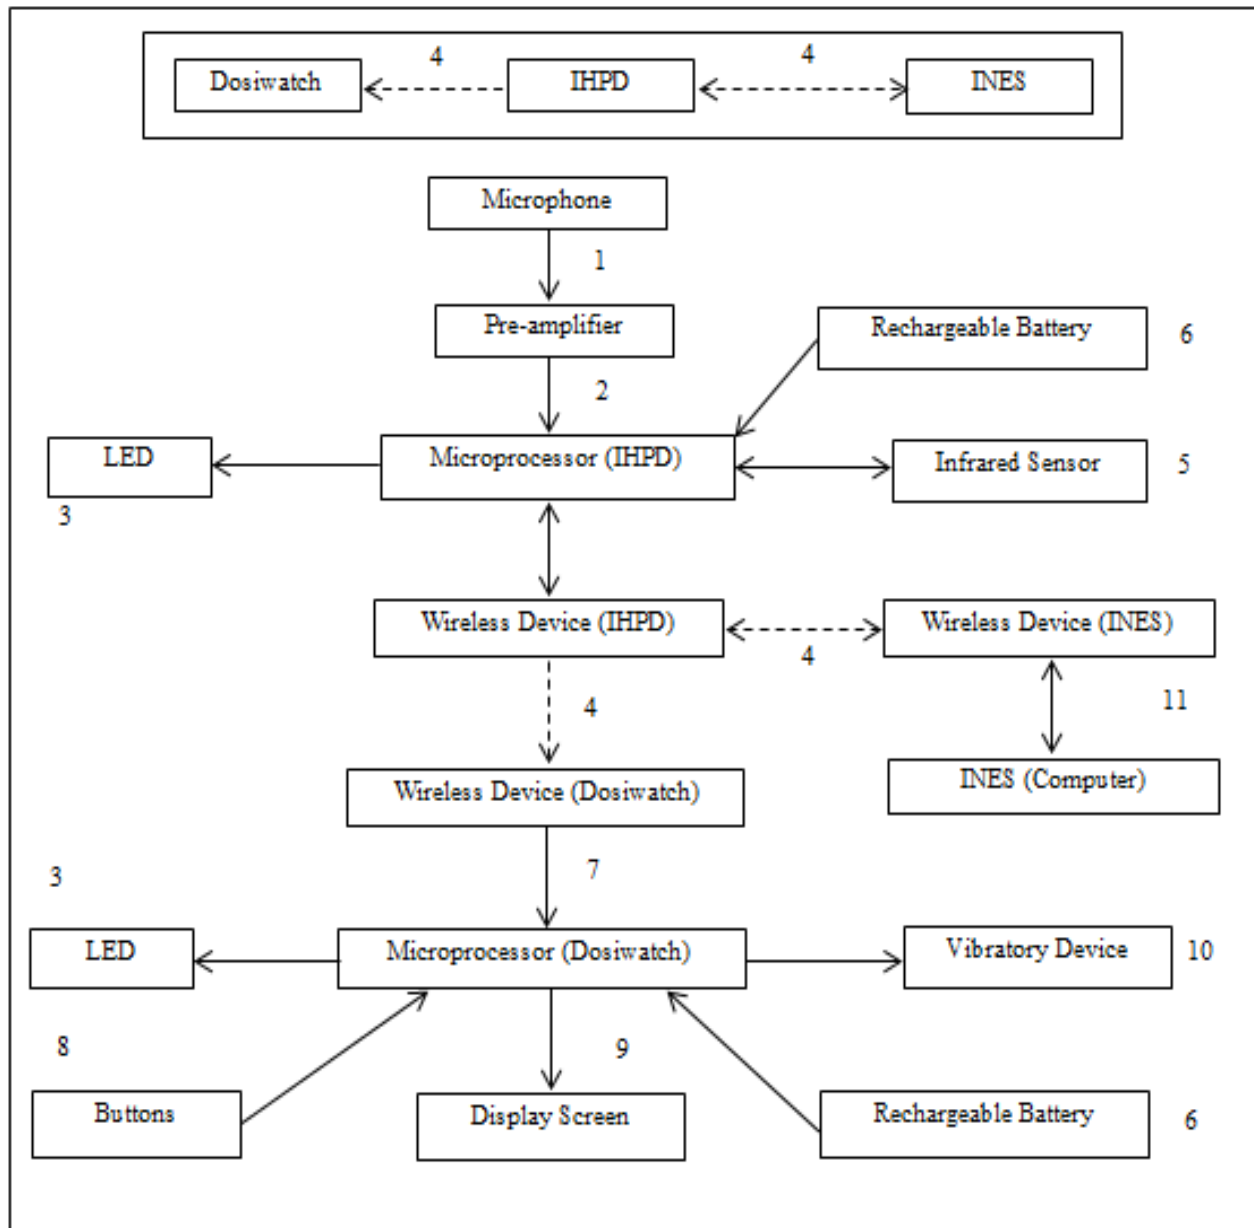 4 4
Dosiwatch IHPD INES
Microphone
1
Pre-amplifier Rechargeable Battery 6
2
LED Microprocessor (IHPD) Infrared Sensor 5
3
Wireless Device (IHPD) Wireless Device (INES)
4
4 11
Wireless Device (Dosiwatch) INES (Computer)
7
3
LED Microprocessor (Dosiwatch) Vibratory Device 10
8 9
Buttons Display Screen Rechargeable Battery 6